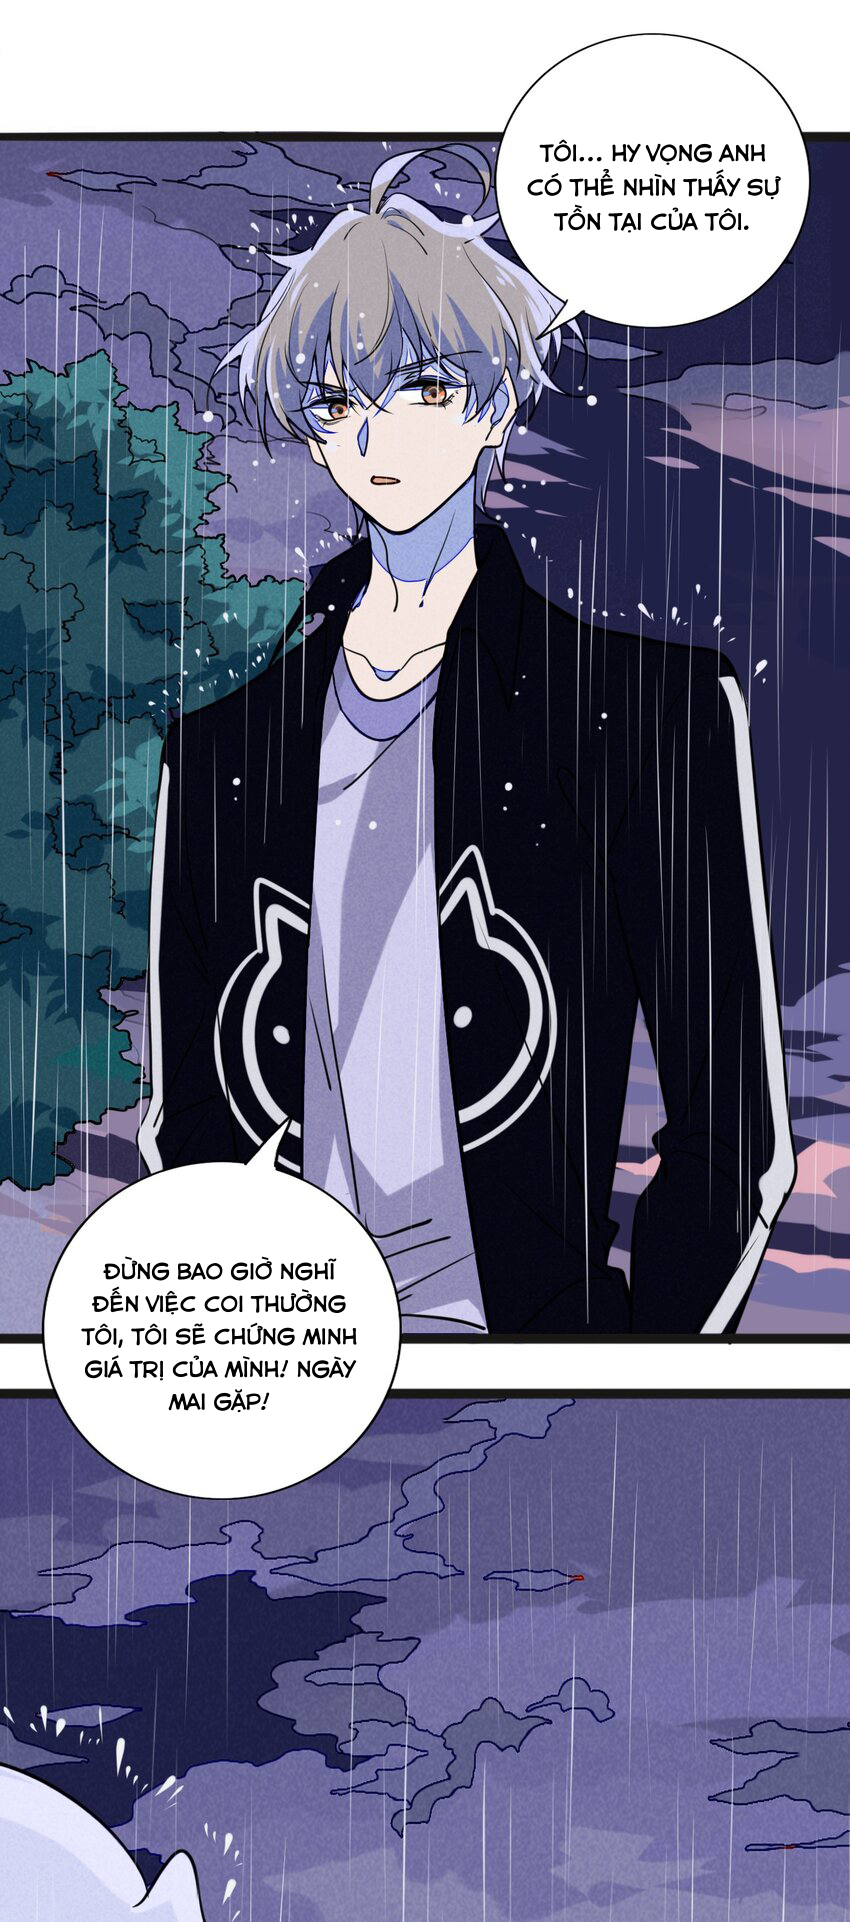 TÔI... HY VỌNG ANH
CÓ THỂ NHÌN THẤY SỰ
TỒN TẠI CỦA TÔI.
ĐỪNG BAO GIỜ NGHĨ
ĐẾN VIỆC COI THƯỜNG
TÔI, TÔI SẼ CHỨNG MINH
GIÁ TRỊ CỦA MÌNH! NGÀY
MAI GẶP!